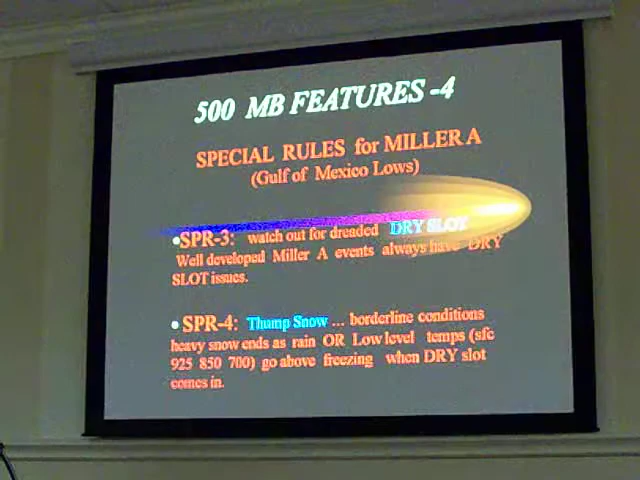 500 MB FEATURES -4
SPECIAL RULES for MILLER A
(Gulf of Mexico Lows)
•SPR-3: watch out for dreaded DRY SLOT
Well developed Miller A events always have DRY
SLOT issues.
• SPR-4: Thump Snow ... borderline conditions
heavy snow ends as rain OR Low level temps (sfc
925 850 700) go above freezing when DRY slot
comes in.